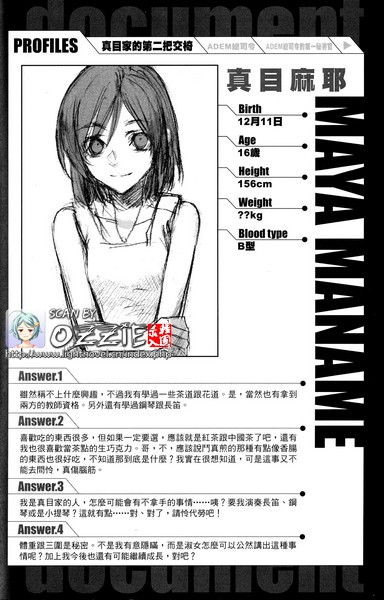 document
PROFILES
真目家的第二把交椅
ADEM總司令
ADEM總司令的第一秘書官
真目麻耶
MAYA MANAME
Birth
12月11日
Age
16歲
Height
156cm
Weight
??kg
Blood type
B型
SCAN BY
OZZIE
Answer.1
雖然稱不上什麼興趣，不過我有學過一些茶道跟花道。是，當然也有拿到
兩方的教師資格。另外還有學過鋼琴跟長笛。
Answer.2
喜歡吃的東西很多，但如果一定要選，應該就是紅茶跟中國茶了吧，還有
我也很喜歡當茶點的生巧克力。哥，不，應該說鬥真煎的那種有點像香腸
的東西也很好吃，不知道那到底是什麼？我實在很想知道，可是這事又不
能去問怜，真傷腦筋。
Answer.3
我是真目家的人，怎麼可能會有不拿手的事情……咦？要我演奏長笛、鋼
琴或是小提琴？這就有點……對、對了，請怜代勞吧！
Answer.4
體重跟三圍是秘密。不是我有意隱瞞，而是淑女怎麼可以公然講出這種事
情呢？加上我今後也還有可能繼續成長，對吧？
document